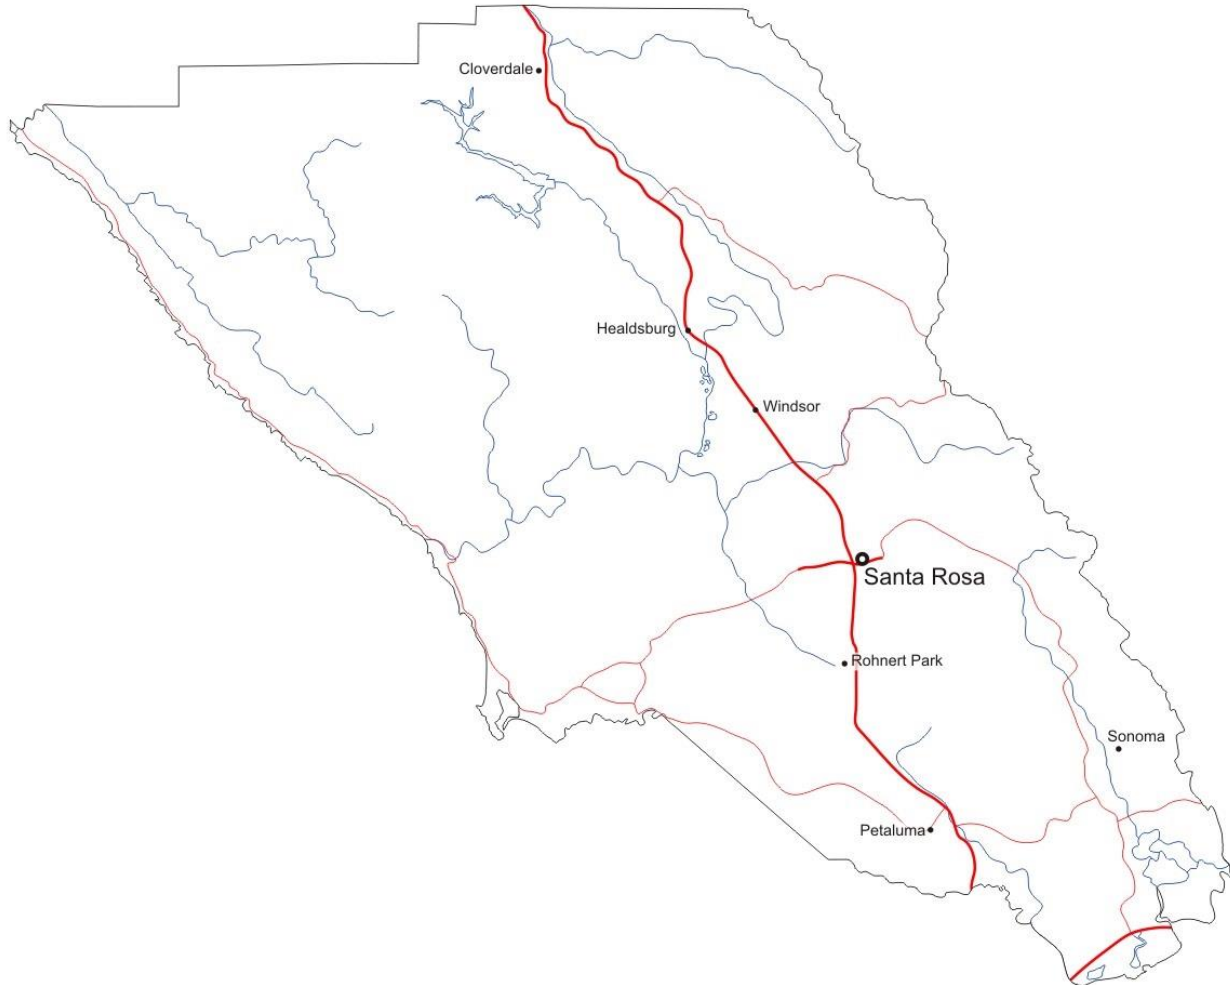 Cloverdale
Healdsburg
Windsor
Santa Rosa
Rohnert Park
Sonoma
Petaluma